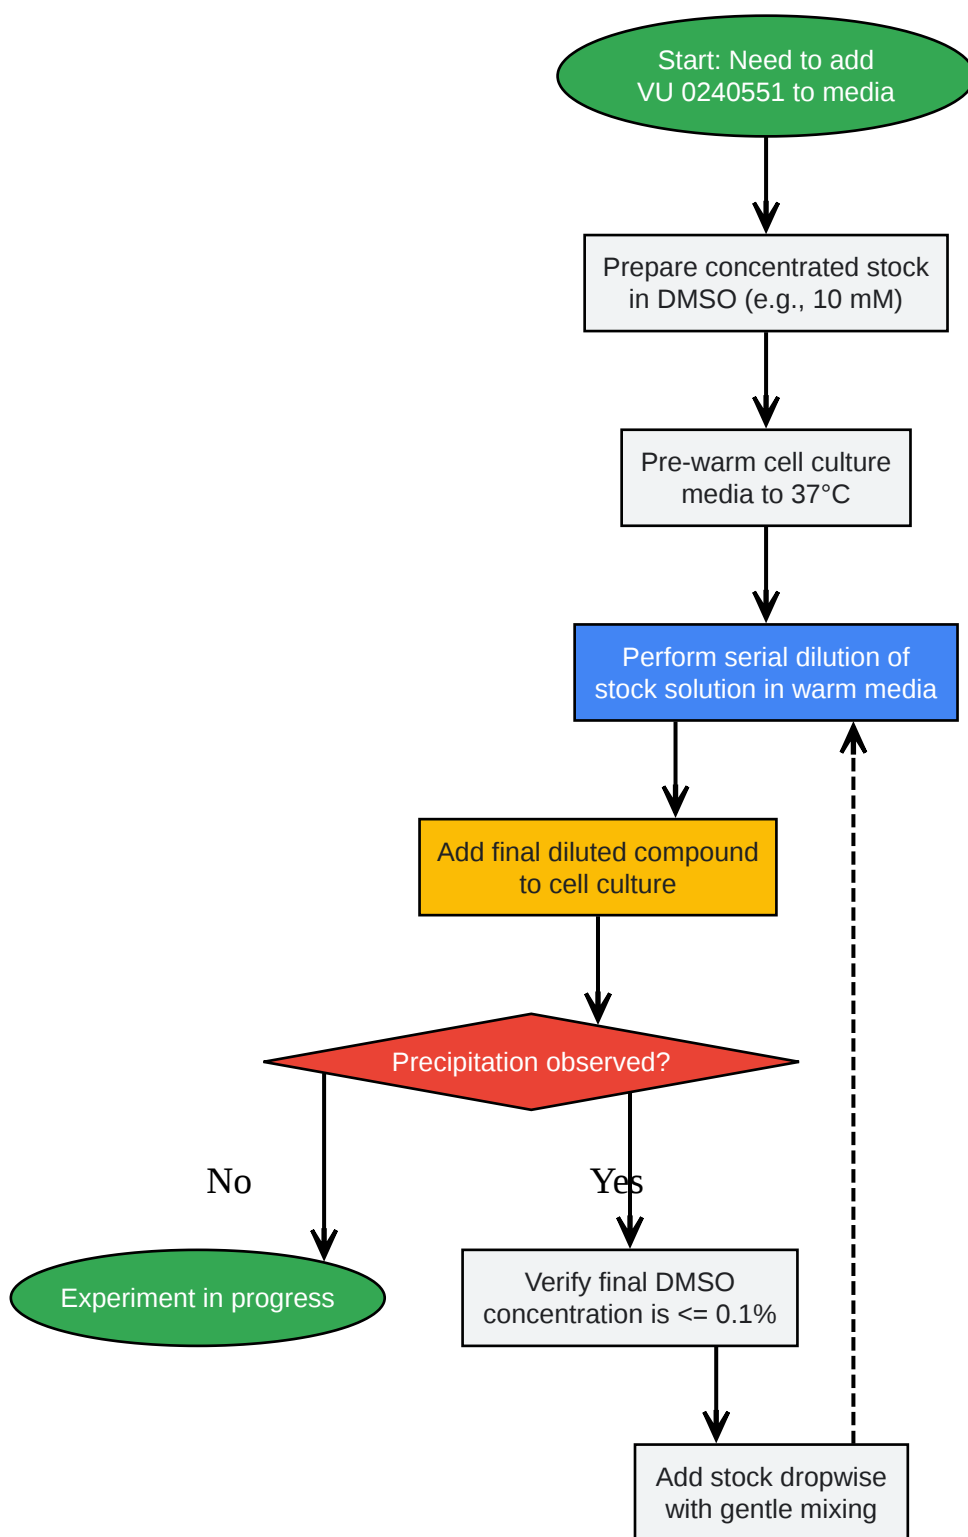 Start: Need to add
VU 0240551 to media
Prepare concentrated stock
in DMSO (e.g., 10 mM)
Pre-warm cell culture
media to 37°C
Perform serial dilution of
stock solution in warm media
Add final diluted compound
to cell culture
Precipitation observed?
No
Yes
Experiment in progress
Verify final DMSO
concentration is <= 0.1%
Add stock dropwise
with gentle mixing